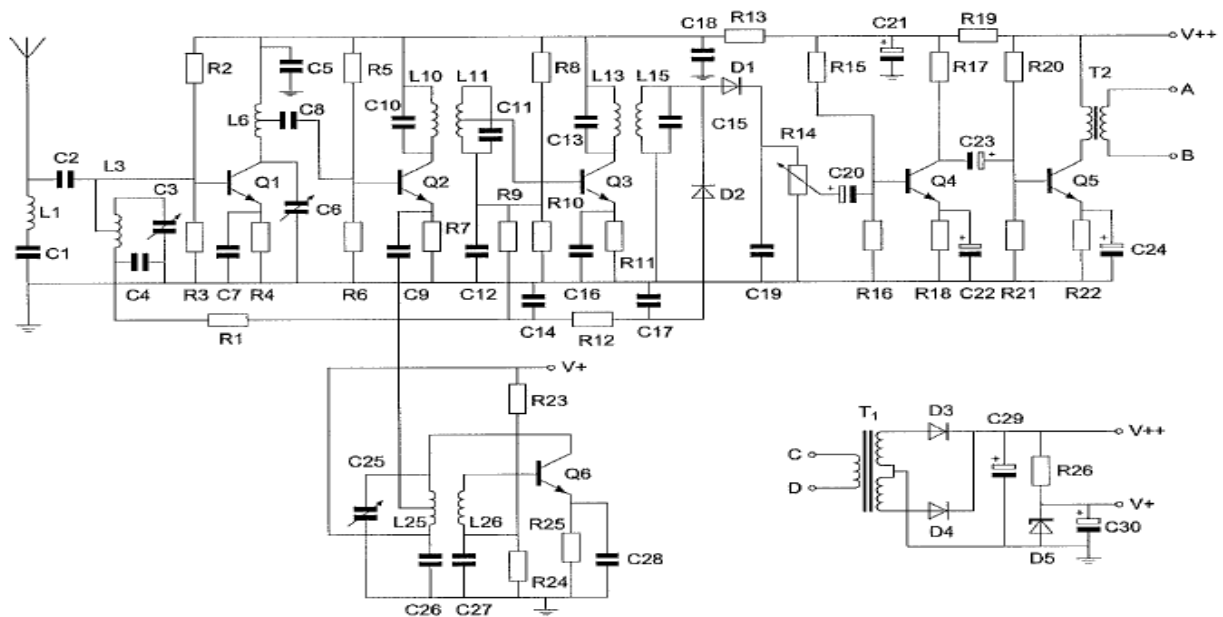 C18 R13 C21 R19
V++
R2 C5 R5 L10 L11 R8 L13 L15 D1 R15 R17 R20 T2
C8 C10 C11 C13 C15 A
L6 R14 C23 B
C2 L3 C3 Q1 C6 Q2 R9 R10 Q3 D2 C20 Q4 Q5
L1 R7
C1 R11 C24
C4 R3 C7 R4 R6 C9 C12 C16 C19 R16 R18 C22 R21 R22
R1 C14 R12 C17
V+
R23
T1 D3 C29 V++
C25 Q6 C R26
D V+
L25 L26 R25 D4 D5 C30
C28
R24
C26 C27